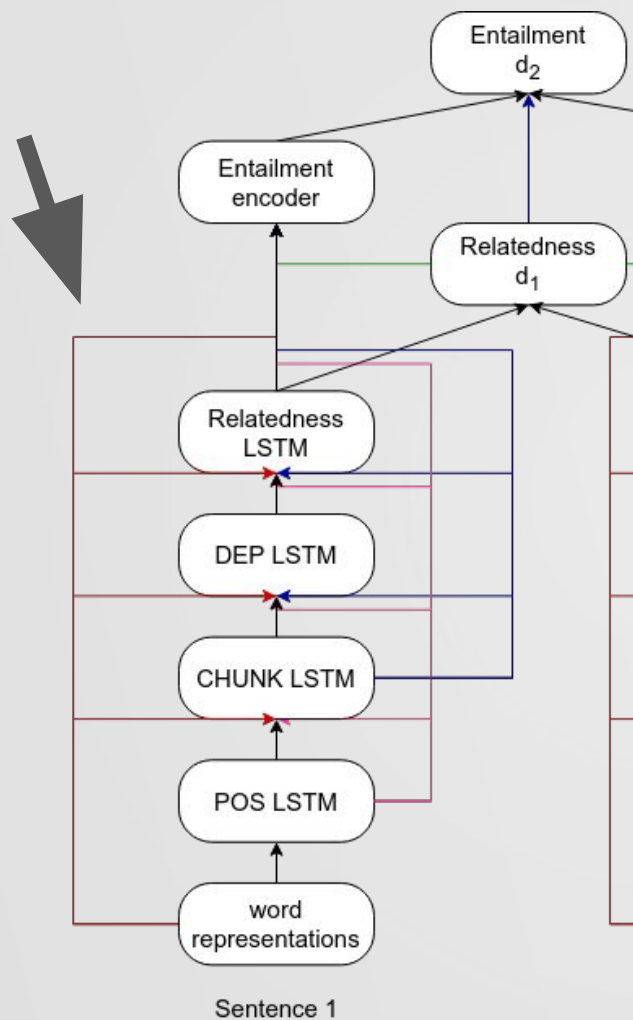 Entailment
d2
Entailment
encoder
Relatedness
d1
Relatedness
LSTM
DEP LSTM
CHUNK LSTM
POS LSTM
word
representations
Sentence 1